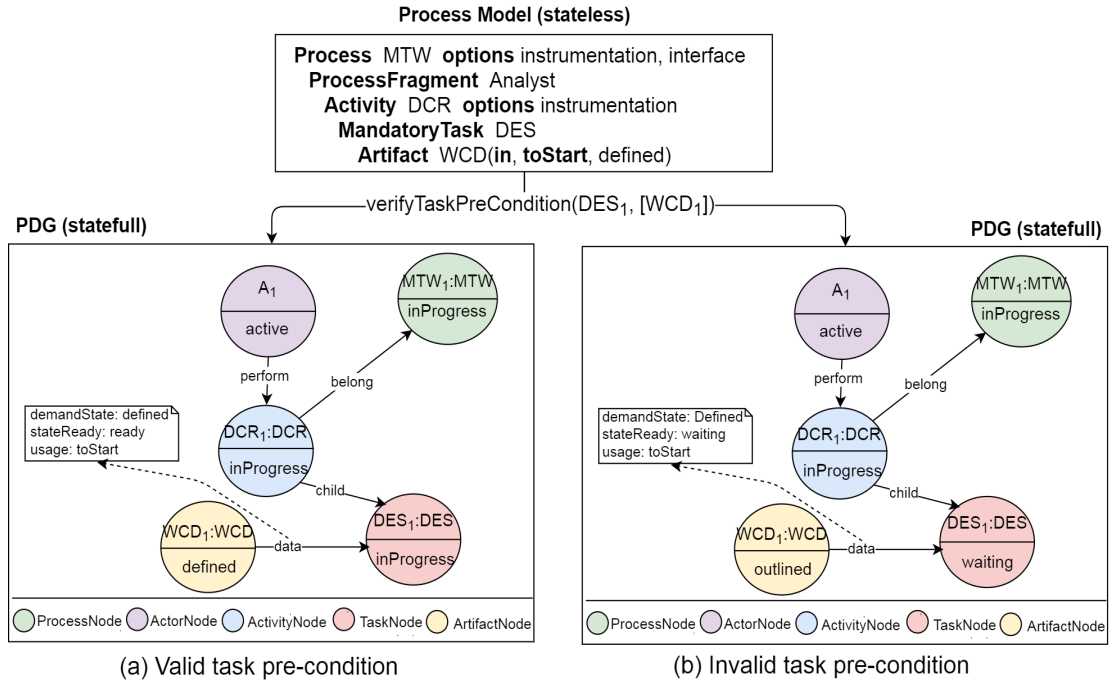 Process Model (stateless)
Process MTW options instrumentation, interface
ProcessFragment Analyst
Activity DCR options instrumentation
MandatoryTask DES
Artifact WCD(in, toStart, defined)
verifyTaskPreCondition(DES₁, [WCD₁])
PDG (statefull)
A₁
active
MTW₁:MTW
inProgress
perform
belong
demandState: defined
stateReady: ready
usage: toStart
DCR₁:DCR
inProgress
child
WCD₁:WCD
defined
data
DES₁:DES
inProgress
ProcessNode ActorNode ActivityNode TaskNode ArtifactNode
(a) Valid task pre-condition
PDG (statefull)
A₁
active
MTW₁:MTW
inProgress
perform
belong
demandState: Defined
stateReady: waiting
usage: toStart
DCR₁:DCR
inProgress
child
WCD₁:WCD
outlined
data
DES₁:DES
waiting
ProcessNode ActorNode ActivityNode TaskNode ArtifactNode
(b) Invalid task pre-condition